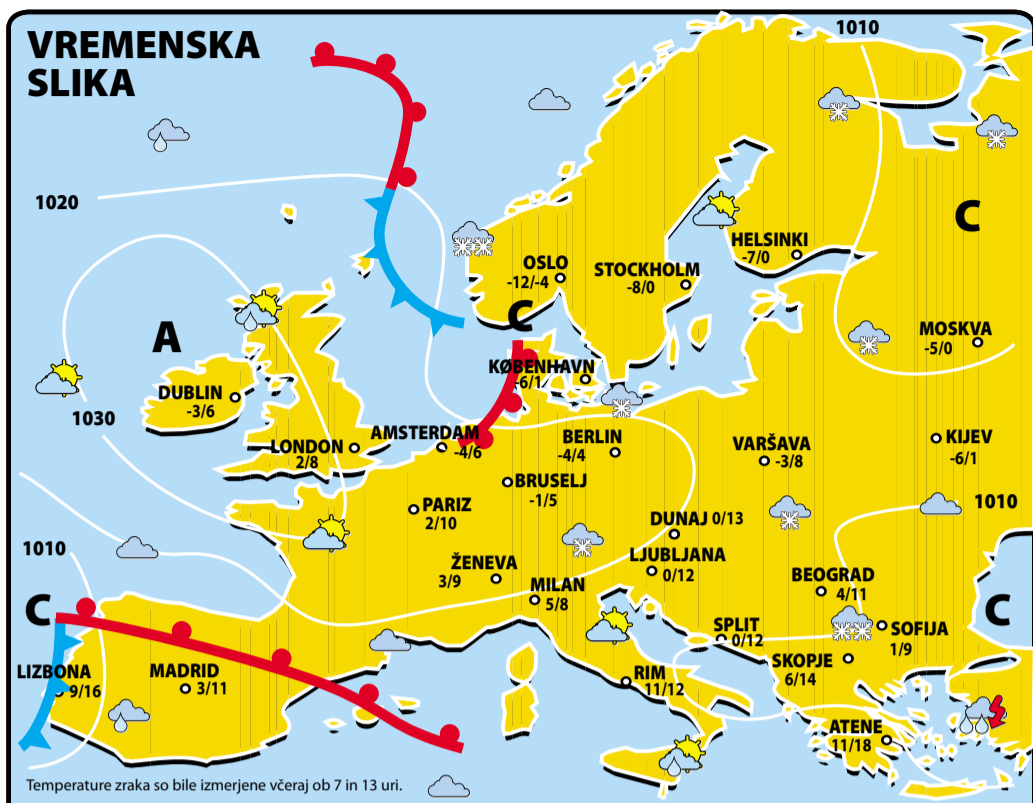 VREMENSKA
SLIKA
1010
1020
C
HELSINKI
-7/0
OSLO
-12/-4
STOCKHOLM
-8/0
C
A
MOSKVA
-5/0
KØBENHAVN
-6/1
DUBLIN
-3/6
1030
LONDON
2/8
AMSTERDAM
-4/6
BERLIN
-4/4
VARŠAVA
-3/8
KIJEV
-6/1
BRUSELJ
-1/5
PARIZ
2/10
1010
DUNAJ 0/13
1010
ŽENEVA
3/9
LJUBLJANA
0/12
MILAN
5/8
BEOGRAD
4/11
C
C
SPLIT
0/12
SOFIJA
1/9
LIZBONA
9/16
MADRID
3/11
RIM
11/12
SKOPJE
6/14
ATENE
11/18
Temperature zraka so bile izmerjene včeraj ob 7 in 13 uri.